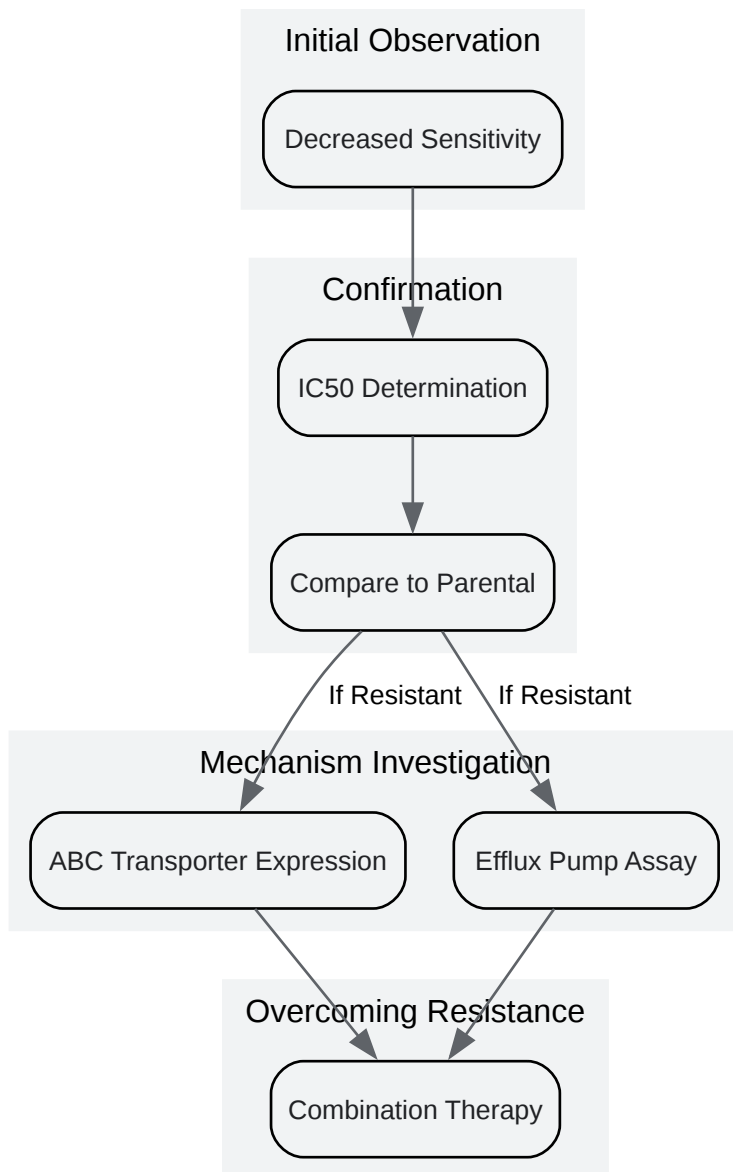 Initial Observation
Decreased Sensitivity
Confirmation
IC50 Determination
Compare to Parental
If Resistant
If Resistant
Mechanism Investigation
ABC Transporter Expression
Efflux Pump Assay
Overcoming Resistance
Combination Therapy